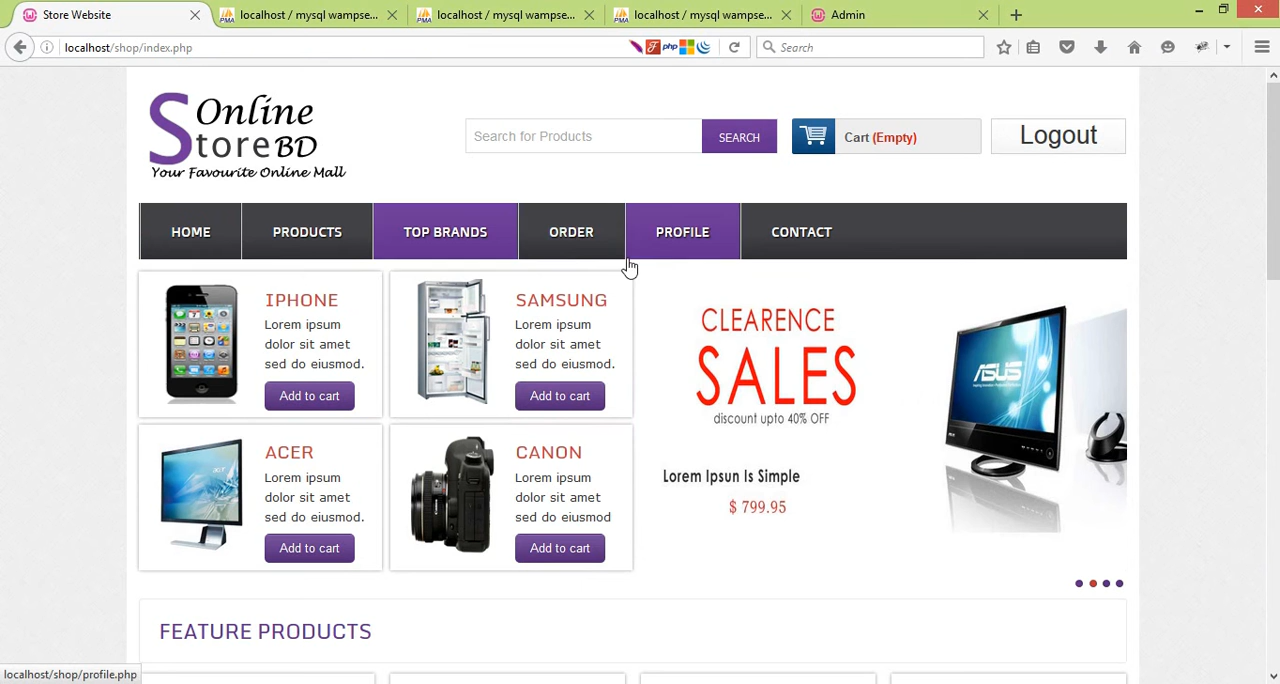 Store Website
localhost / mysql wampse...
localhost / mysql wampse...
localhost / mysql wampse...
Admin
localhost/shop/index.php
php
Search
S Online
toreBD
Your Favourite Online Mall
Search for Products
SEARCH
Cart (Empty)
Logout
HOME
PRODUCTS
TOP BRANDS
ORDER
PROFILE
CONTACT
IPHONE
Lorem ipsum
dolor sit amet
sed do eiusmod.
Add to cart
SAMSUNG
Lorem ipsum
dolor sit amet
sed do eiusmod.
Add to cart
CLEARENCE
SALES
discount upto 40% OFF
Lorem Ipsun Is Simple
$ 799.95
ASUS
ACER
Lorem ipsum
dolor sit amet
sed do eiusmod.
Add to cart
CANON
Lorem ipsum
dolor sit amet
sed do eiusmod
Add to cart
FEATURE PRODUCTS
localhost/shop/profile.php